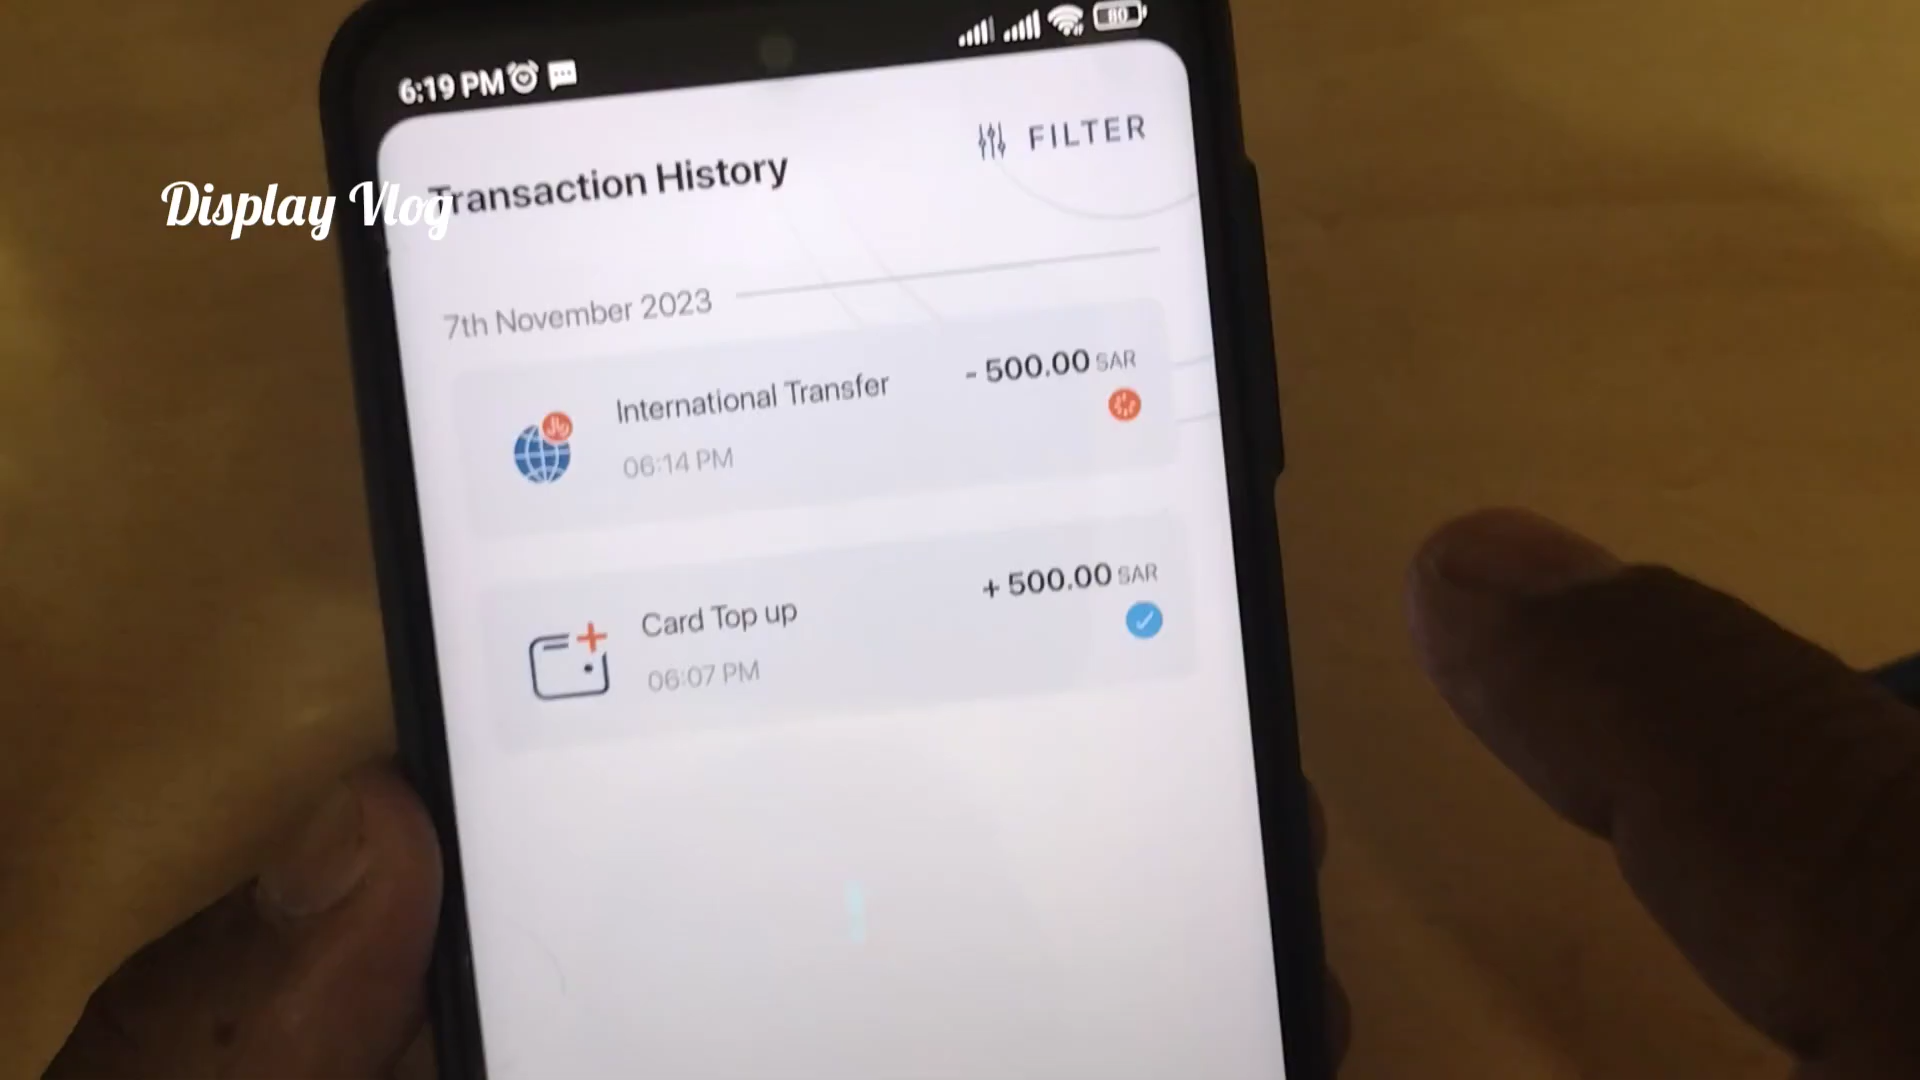 6:19 PM
80
FILTER
Transaction History
Display Vlog
7th November 2023
International Transfer
- 500.00 SAR
06:14 PM
Card Top up
+ 500.00 SAR
06:07 PM